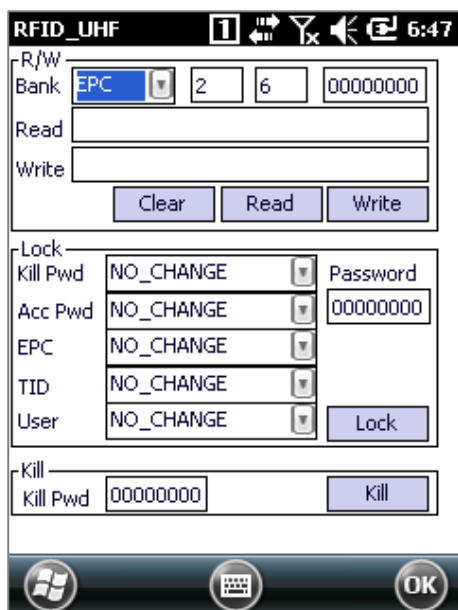 RFID_UHF 1 6:47
R/W
Bank EPC 2 6 00000000
Read
Write
Clear Read Write
Lock
Kill Pwd NO_CHANGE Password
Acc Pwd NO_CHANGE 00000000
EPC NO_CHANGE
TID NO_CHANGE
User NO_CHANGE Lock
Kill
Kill Pwd 00000000 Kill
OK